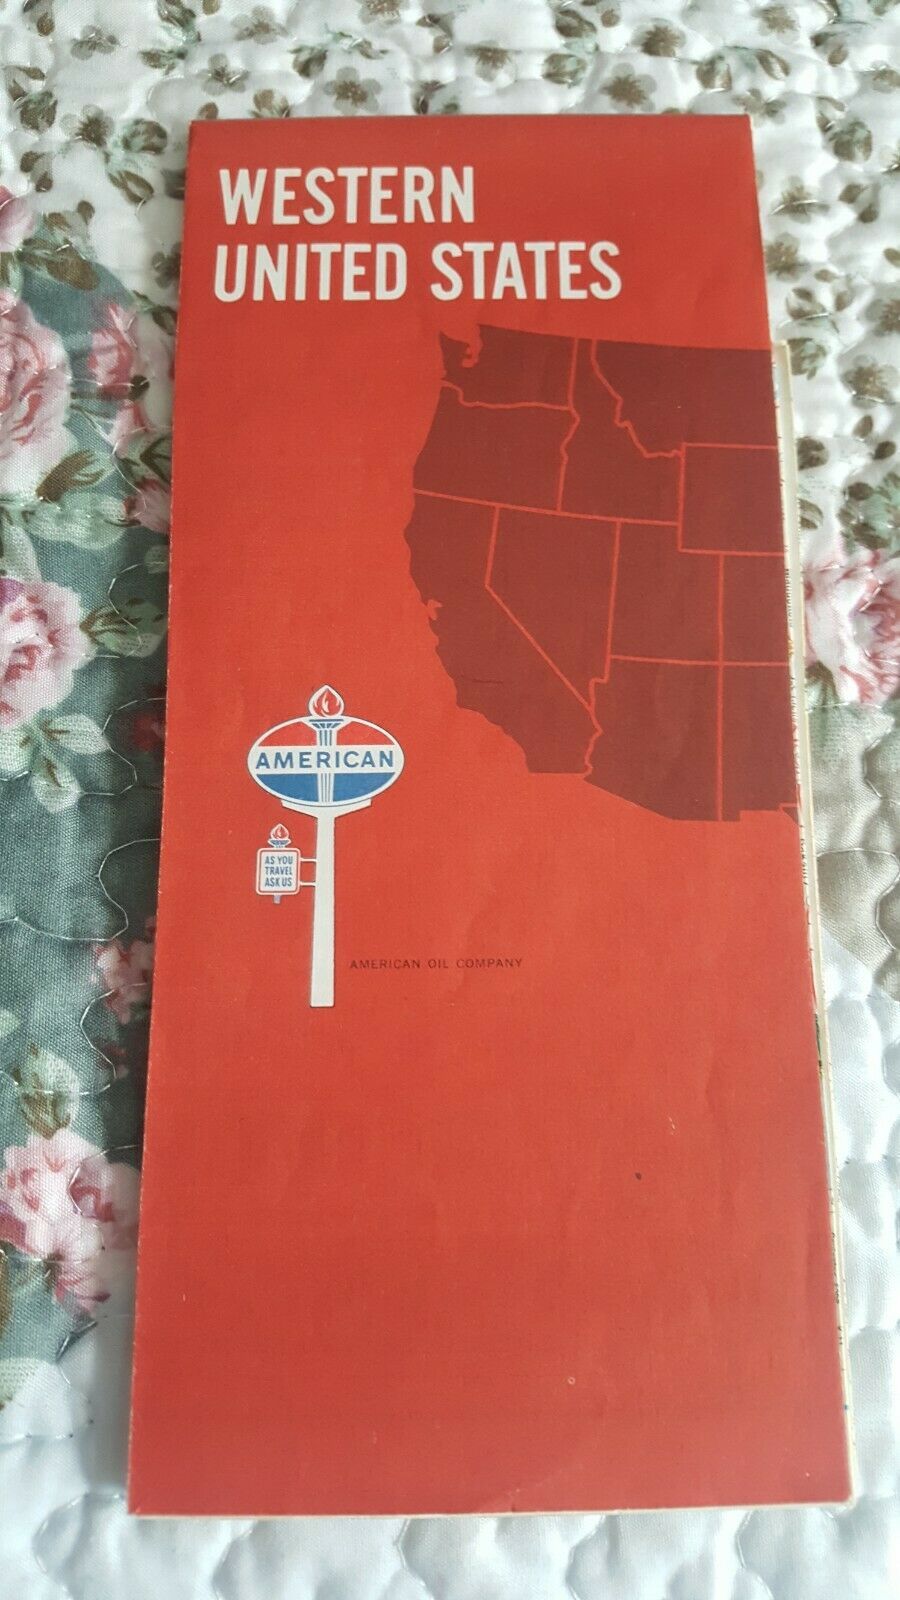 WESTERN
UNITED STATES
AMERICAN
AS YOU
TRAVEL
ASK US
AMERICAN OIL COMPANY